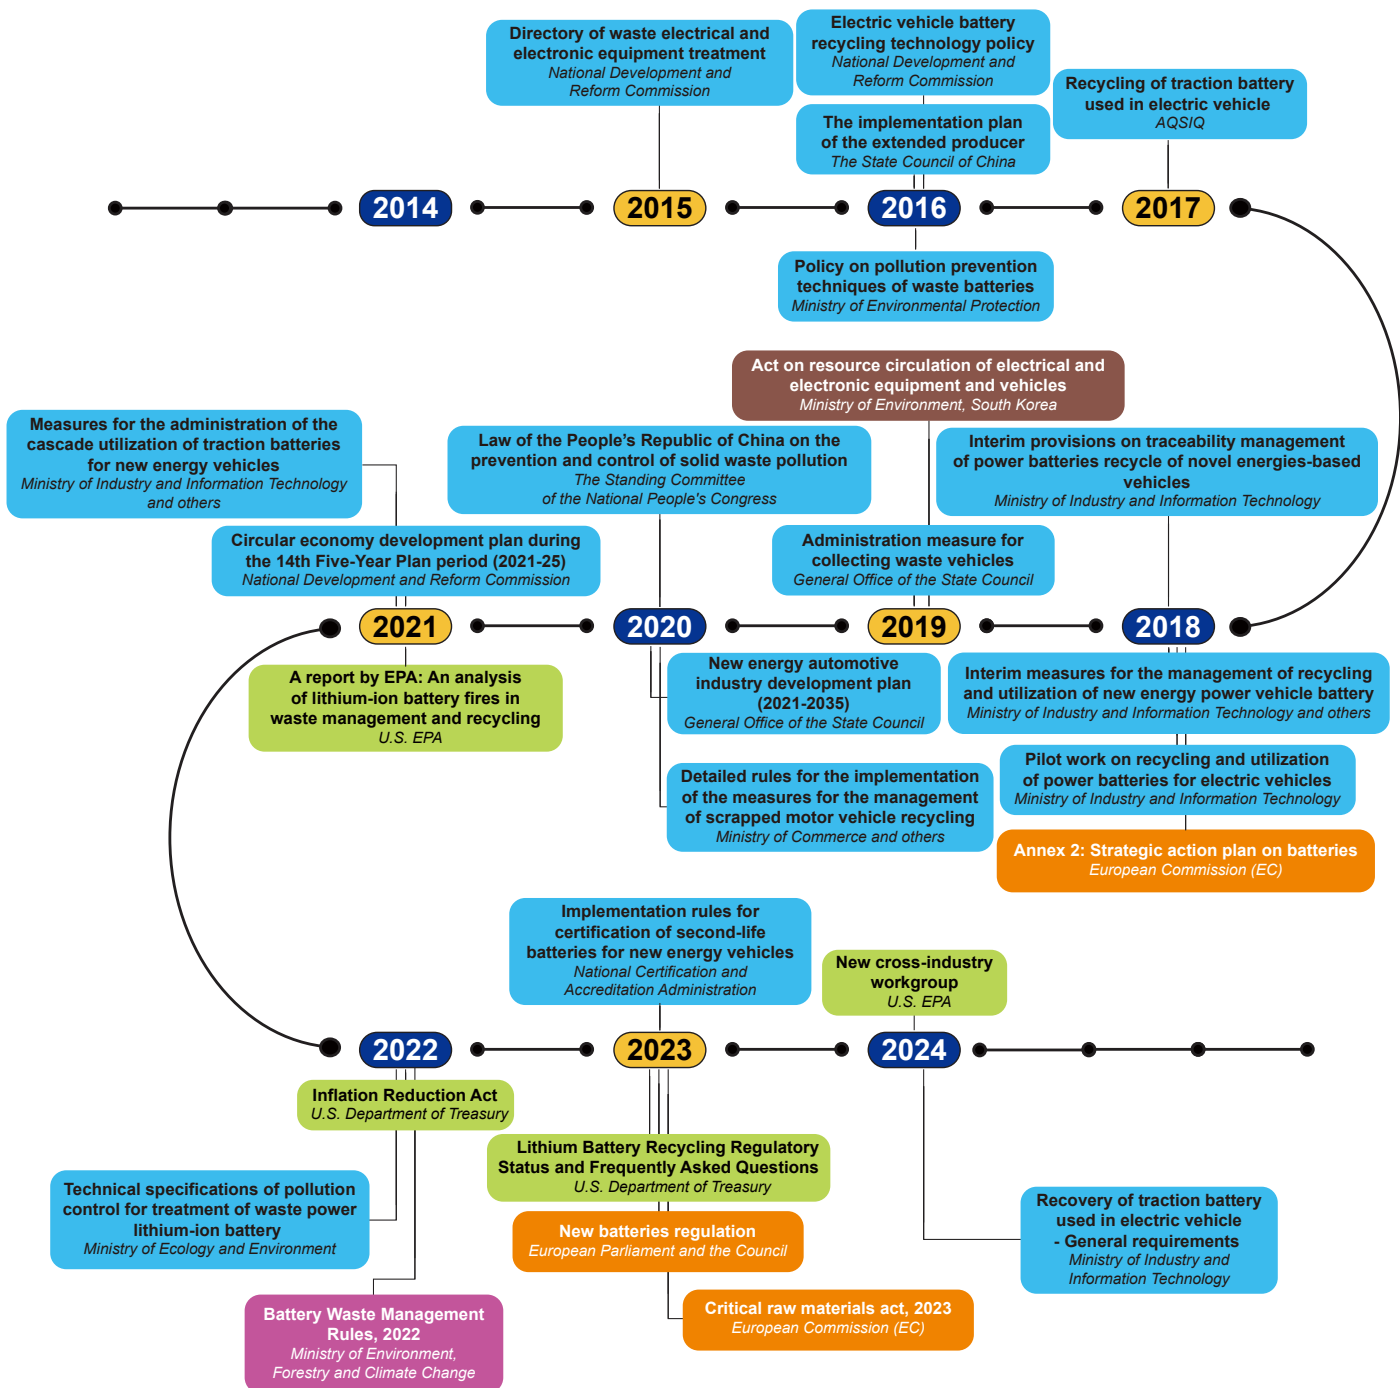 Directory of waste electrical and
electronic equipment treatment
National Development and
Reform Commission
Electric vehicle battery
recycling technology policy
National Development and
Reform Commission
The implementation plan
of the extended producer
The State Council of China
Recycling of traction battery
used in electric vehicle
AQSIQ
2014
2015
2016
2017
Policy on pollution prevention
techniques of waste batteries
Ministry of Environmental Protection
Act on resource circulation of electrical and
electronic equipment and vehicles
Ministry of Environment, South Korea
Measures for the administration of the
cascade utilization of traction batteries
for new energy vehicles
Ministry of Industry and Information Technology
and others
Law of the People's Republic of China on the
prevention and control of solid waste pollution
The Standing Committee
of the National People's Congress
Interim provisions on traceability management
of power batteries recycle of novel energies-based
vehicles
Ministry of Industry and Information Technology
Circular economy development plan during
the 14th Five-Year Plan period (2021-25)
National Development and Reform Commission
Administration measure for
collecting waste vehicles
General Office of the State Council
2021
2020
2019
2018
A report by EPA: An analysis
of lithium-ion battery fires in
waste management and recycling
U.S. EPA
New energy automotive
industry development plan
(2021-2035)
General Office of the State Council
Interim measures for the management of recycling
and utilization of new energy power vehicle battery
Ministry of Industry and Information Technology and others
Pilot work on recycling and utilization
of power batteries for electric vehicles
Ministry of Industry and Information Technology
Detailed rules for the implementation
of the measures for the management
of scrapped motor vehicle recycling
Ministry of Commerce and others
Annex 2: Strategic action plan on batteries
European Commission (EC)
Implementation rules for
certification of second-life
batteries for new energy vehicles
National Certification and
Accreditation Administration
New cross-industry
workgroup
U.S. EPA
2022
2023
2024
Inflation Reduction Act
U.S. Department of Treasury
Lithium Battery Recycling Regulatory
Status and Frequently Asked Questions
U.S. Department of Treasury
Technical specifications of pollution
control for treatment of waste power
lithium-ion battery
Ministry of Ecology and Environment
New batteries regulation
European Parliament and the Council
Recovery of traction battery
used in electric vehicle
- General requirements
Ministry of Industry and
Information Technology
Battery Waste Management
Rules, 2022
Ministry of Environment,
Forestry and Climate Change
Critical raw materials act, 2023
European Commission (EC)